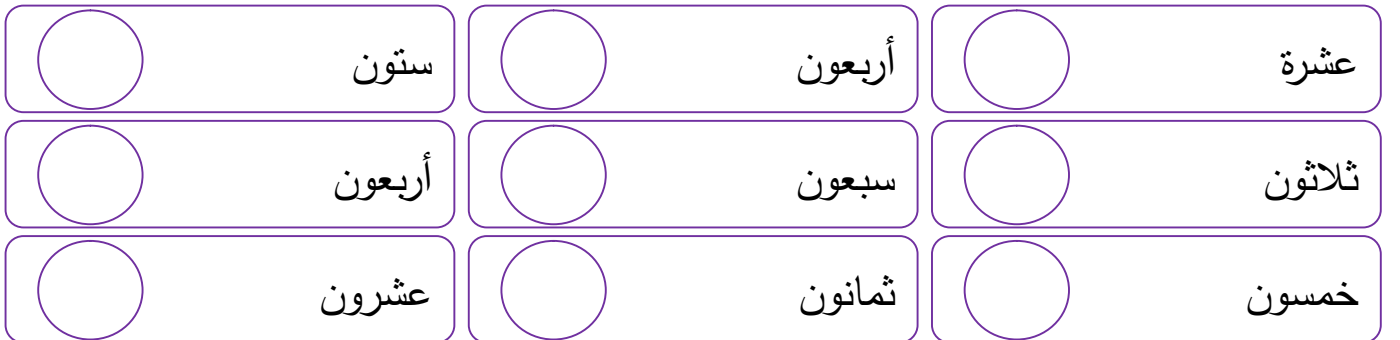 عشرة
أربعون
ستون
ثلاثون
سبعون
أربعون
خمسون
ثمانون
عشرون